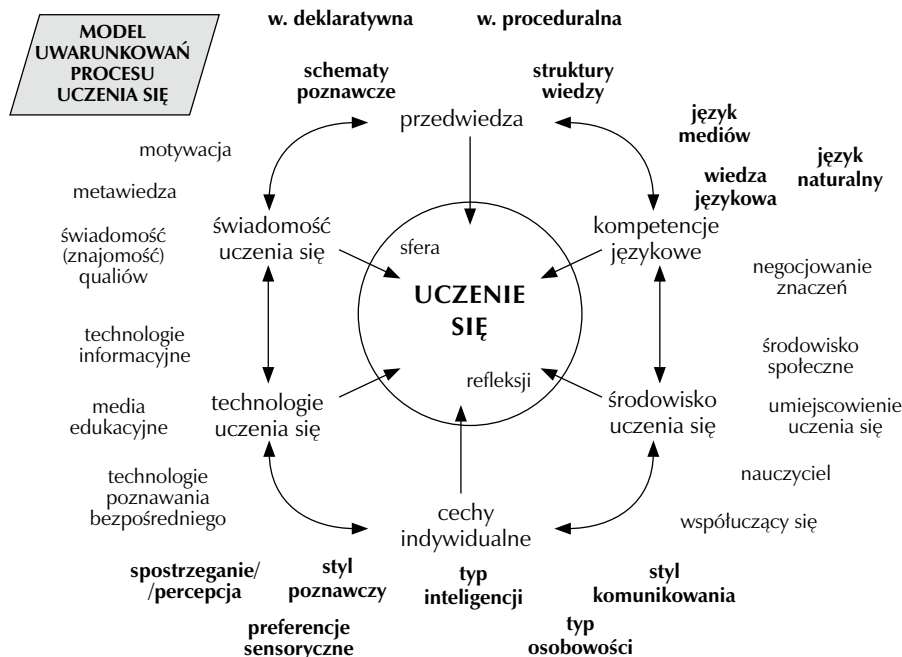 MODEL
UWARUNKOWAŃ
PROCESU
UCZENIA SIĘ
w. deklaratywna
w. proceduralna
schematy
poznawcze
struktury
wiedzy
przedwiedza
język
mediów
język
naturalny
wiedza
językowa
motywacja
metawiedza
świadomość
(znajomość)
qualiów
świadomość
uczenia się
kompetencje
językowe
sfera
UCZENIE
SIĘ
refleksji
negocjowanie
znaczeń
technologie
informacyjne
środowisko
społeczne
media
edukacyjne
technologie
uczenia się
środowisko
uczenia się
umiejscowienie
uczenia się
technologie
poznawania
bezpośredniego
nauczyciel
współuczący się
cechy
indywidualne
spostrzeganie/
/percepcja
styl
poznawczy
typ
inteligencji
styl
komunikowania
preferencje
sensoryczne
typ
osobowości